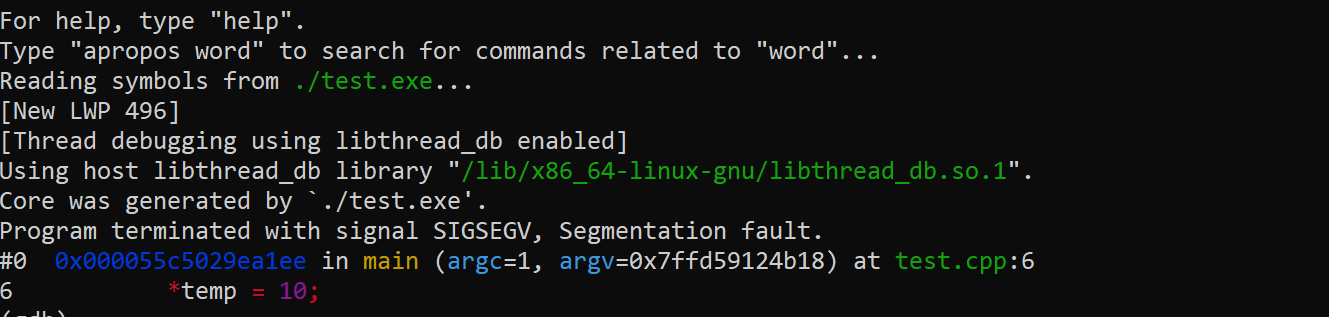 For help, type "help".
Type "apropos word" to search for commands related to "word"...
Reading symbols from ./test.exe...
[New LWP 496]
[Thread debugging using libthread_db enabled]
Using host libthread_db library "/lib/x86_64-linux-gnu/libthread_db.so.1".
Core was generated by `./test.exe'.
Program terminated with signal SIGSEGV, Segmentation fault.
#0  0x000055c5029ea1ee in main (argc=1, argv=0x7ffd59124b18) at test.cpp:6
6           *temp = 10;
(gdb)